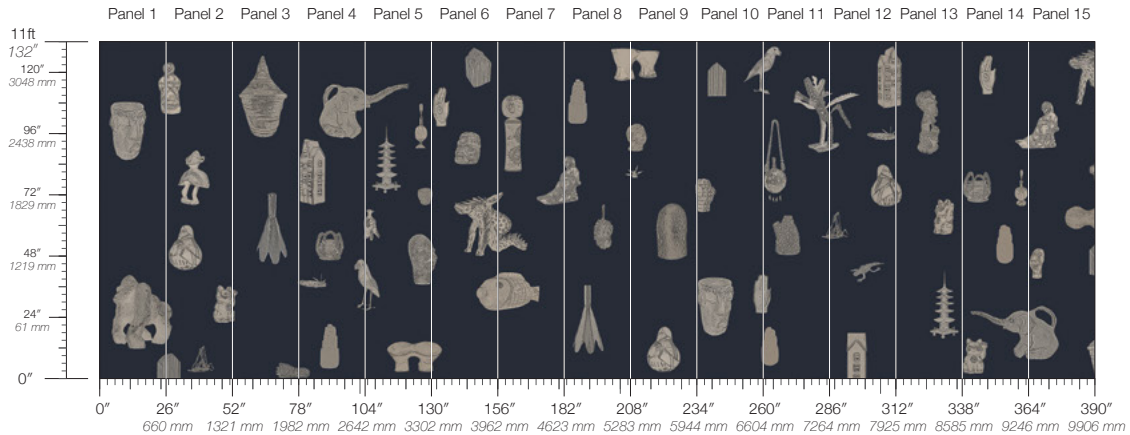 Panel 1 Panel 2 Panel 3 Panel 4 Panel 5 Panel 6 Panel 7 Panel 8 Panel 9 Panel 10 Panel 11 Panel 12 Panel 13 Panel 14 Panel 15
11ft
132"
120"
3048 mm
96"
2438 mm
72"
1829 mm
48"
1219 mm
24"
61 mm
0"
0" 26" 52" 78" 104" 130" 156" 182" 208" 234" 260" 286" 312" 338" 364" 390"
660 mm 1321 mm 1982 mm 2642 mm 3302 mm 3962 mm 4623 mm 5283 mm 5944 mm 6604 mm 7264 mm 7925 mm 8585 mm 9246 mm 9906 mm